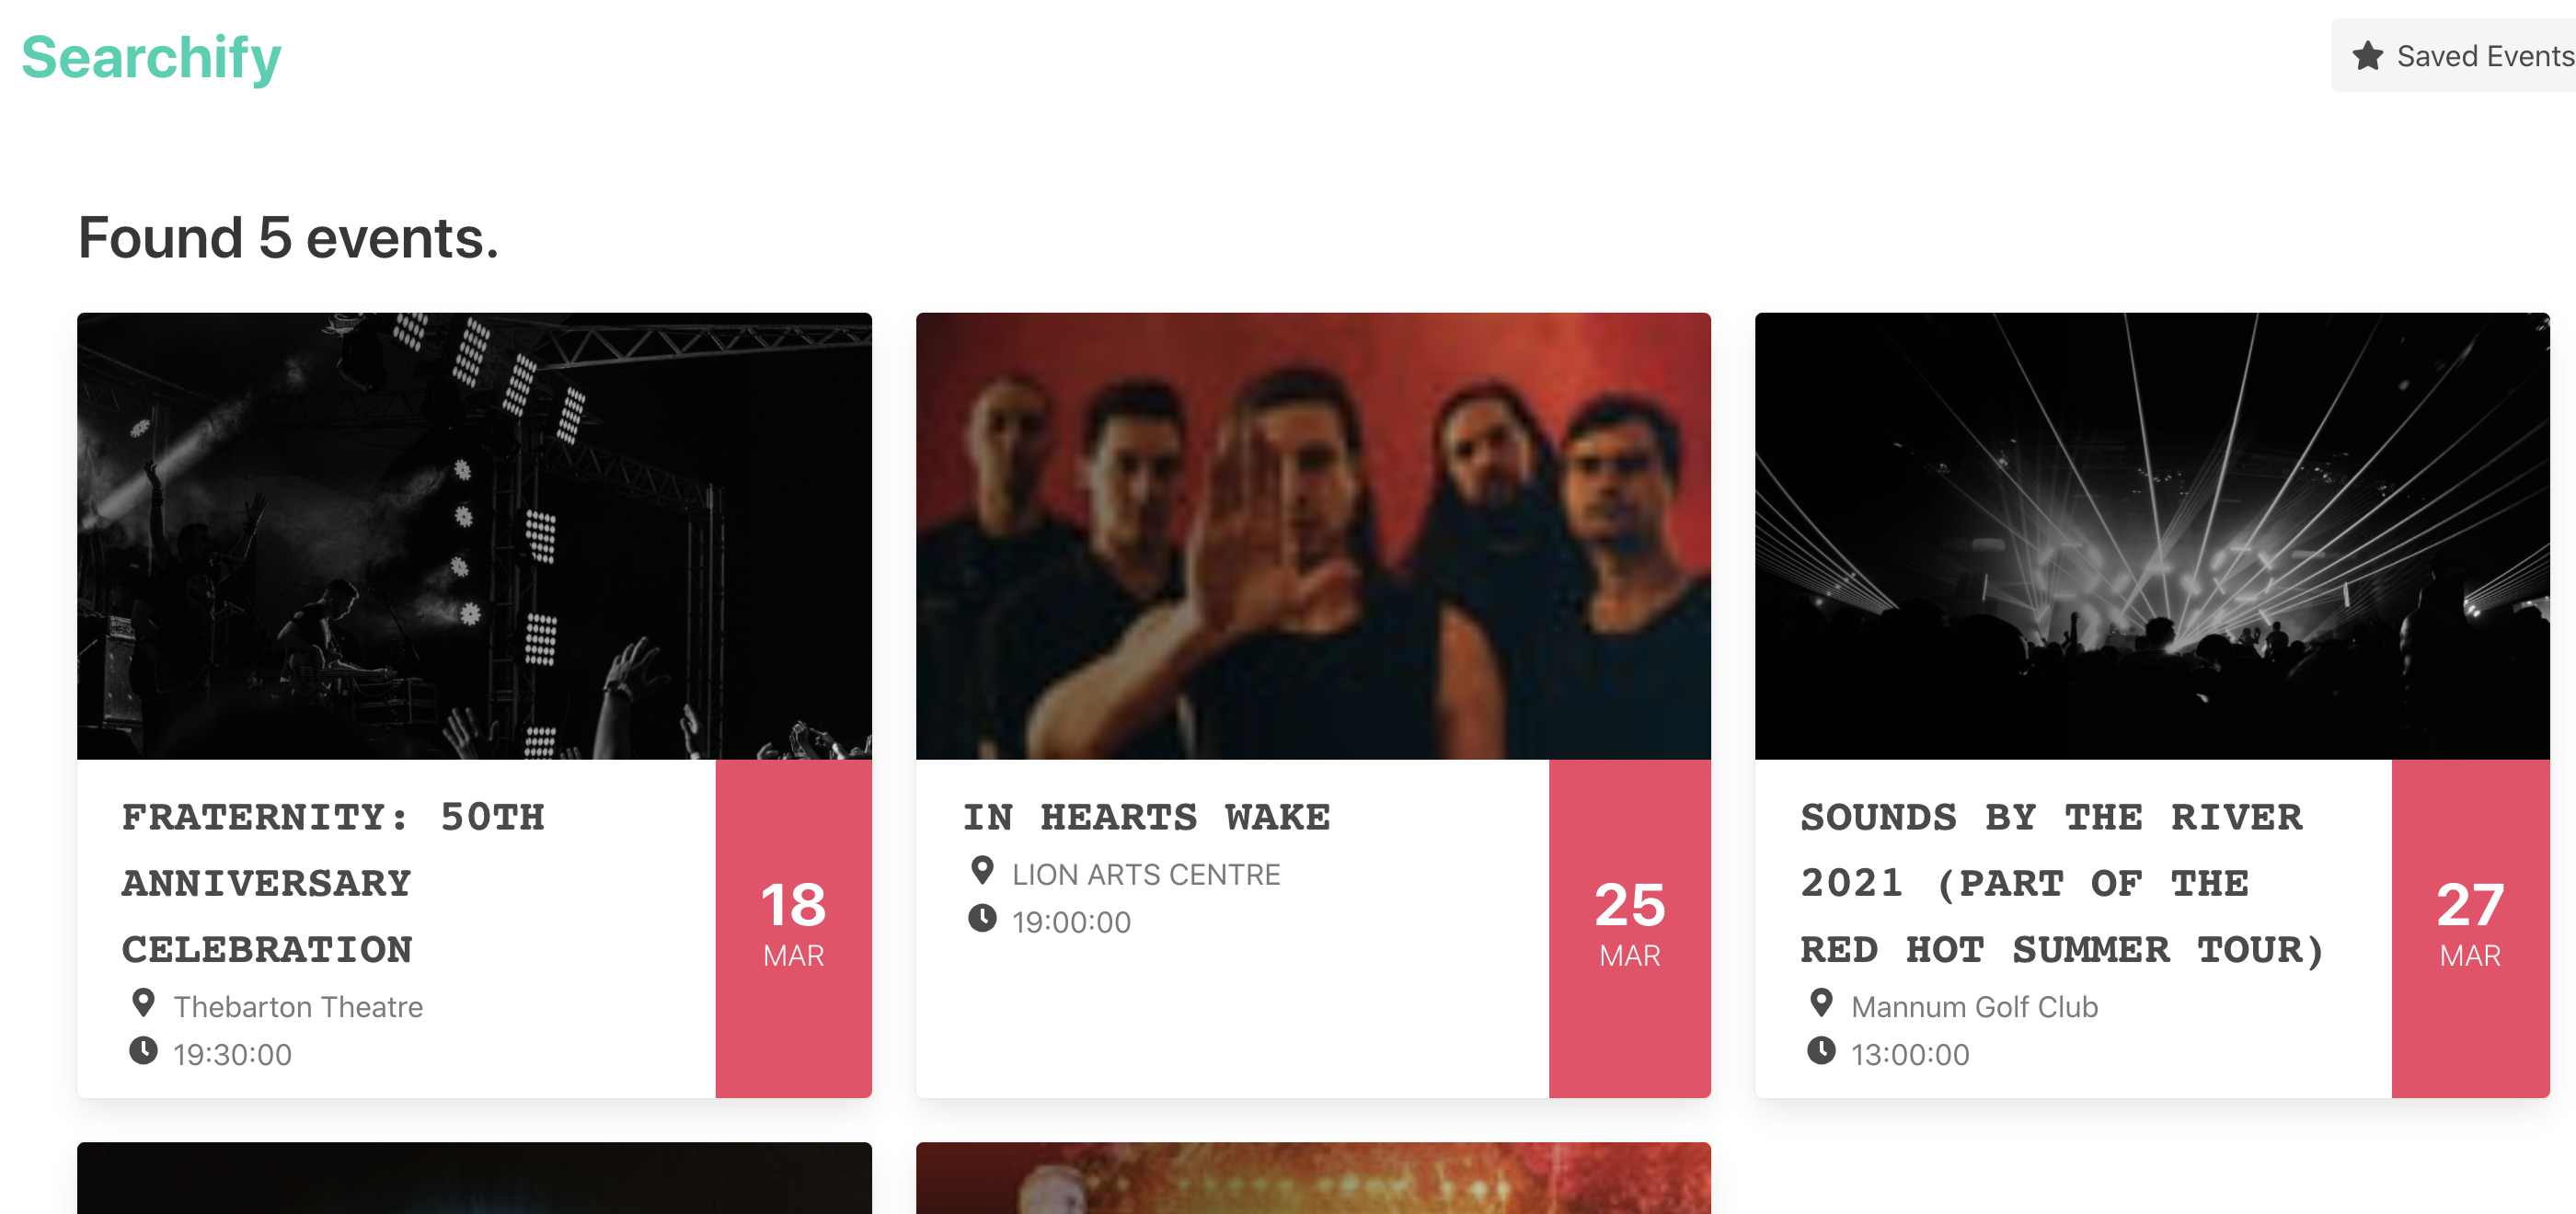 Searchify
Saved Events
Found 5 events.
FRATERNITY: 50TH
ANNIVERSARY
CELEBRATION
Thebarton Theatre
19:30:00
18
MAR
IN HEARTS WAKE
LION ARTS CENTRE
19:00:00
25
MAR
SOUNDS BY THE RIVER
2021 (PART OF THE
RED HOT SUMMER TOUR)
Mannum Golf Club
13:00:00
27
MAR